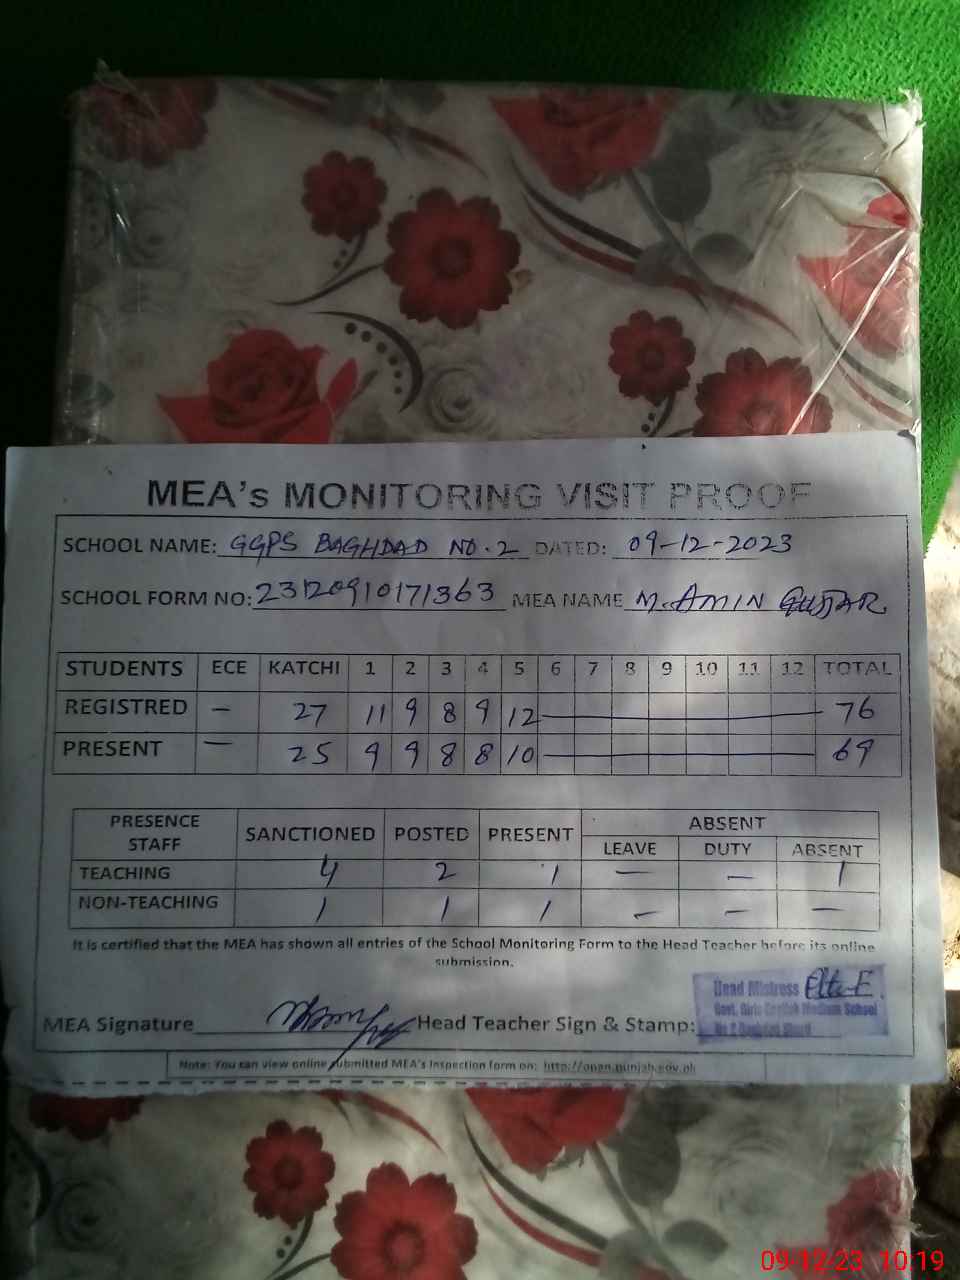 MEA's MONITORING VISIT PROOF
SCHOOL NAME: GGPS BAGHDAD NO.2 DATED: 09-12-2023
SCHOOL FORM NO: 23120910171363 MEA NAME M.AMIN GUJJAR
STUDENTS ECE KATCHI 1 2 3 4 5 6 7 8 9 10 11 12 TOTAL
REGISTRED — 27 11 9 8 9 12 — 76
PRESENT — 25 9 9 8 8 10 — 69
PRESENCE STAFF SANCTIONED POSTED PRESENT ABSENT
LEAVE DUTY ABSENT
TEACHING 4 2 1 — — 1
NON-TEACHING 1 1 1 — — —
It is certified that the MEA has shown all entries of the School Monitoring Form to the Head Teacher before its online
submission.
Head Mistress
Govt. Girls English Medium School
No 2 Baghdad
MEA Signature Head Teacher Sign & Stamp:
Note: You can view online submitted MEA's Inspection form on: http://open.punjab.gov.pk
09-12-23 10:19